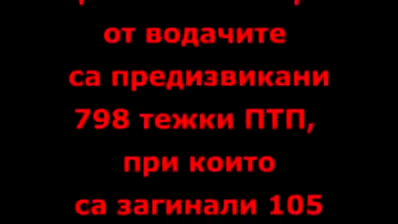 от водачите
са предизвикани
798 тежки ПТП,
при които
са загинали 105